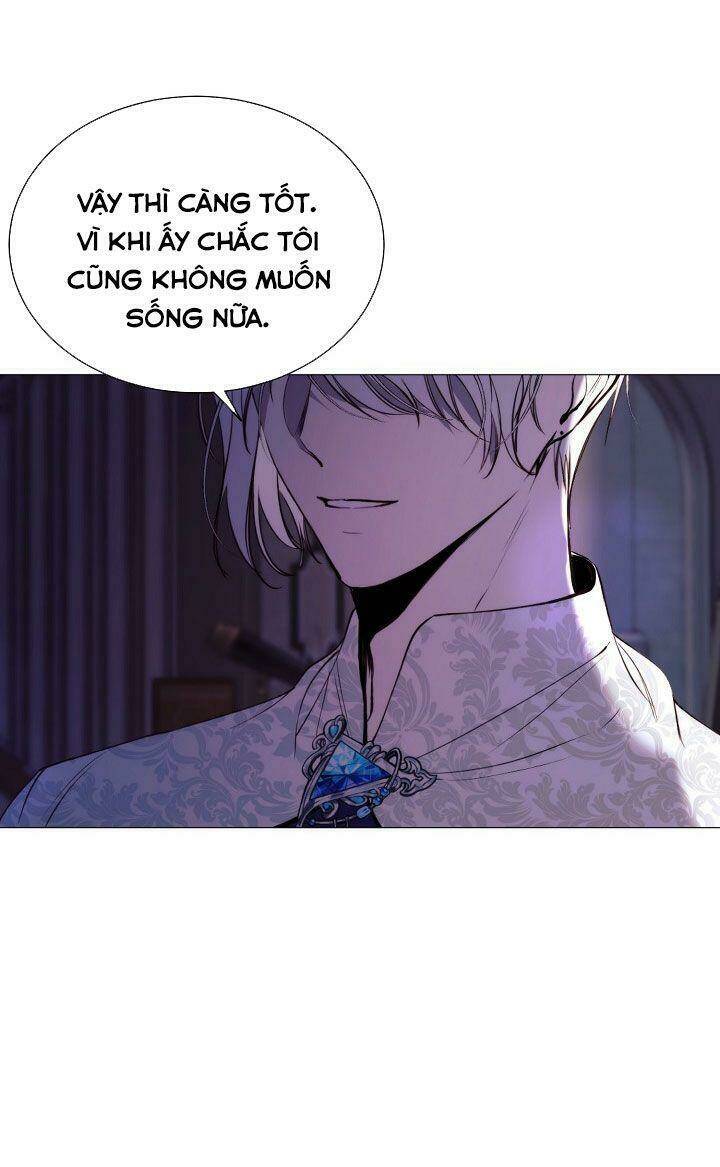 VẬY THÌ CÀNG TỐT.
VÌ KHI ẤY CHẮC TÔI
CŨNG KHÔNG MUỐN
SỐNG NỮA.